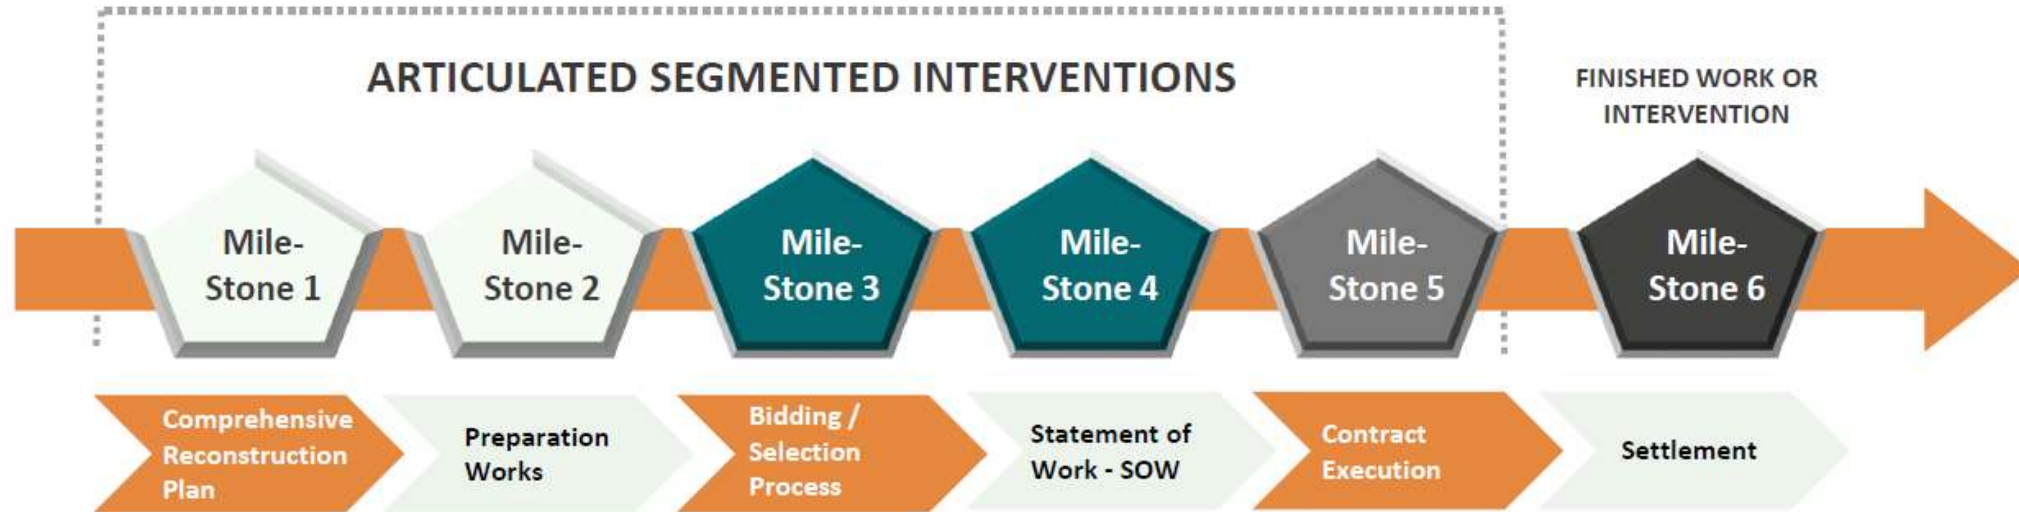 ARTICULATED SEGMENTED INTERVENTIONS
FINISHED WORK OR
INTERVENTION
Mile-
Stone 1
Mile-
Stone 2
Mile-
Stone 3
Mile-
Stone 4
Mile-
Stone 5
Mile-
Stone 6
Comprehensive
Reconstruction
Plan
Preparation
Works
Bidding /
Selection
Process
Statement of
Work - SOW
Contract
Execution
Settlement